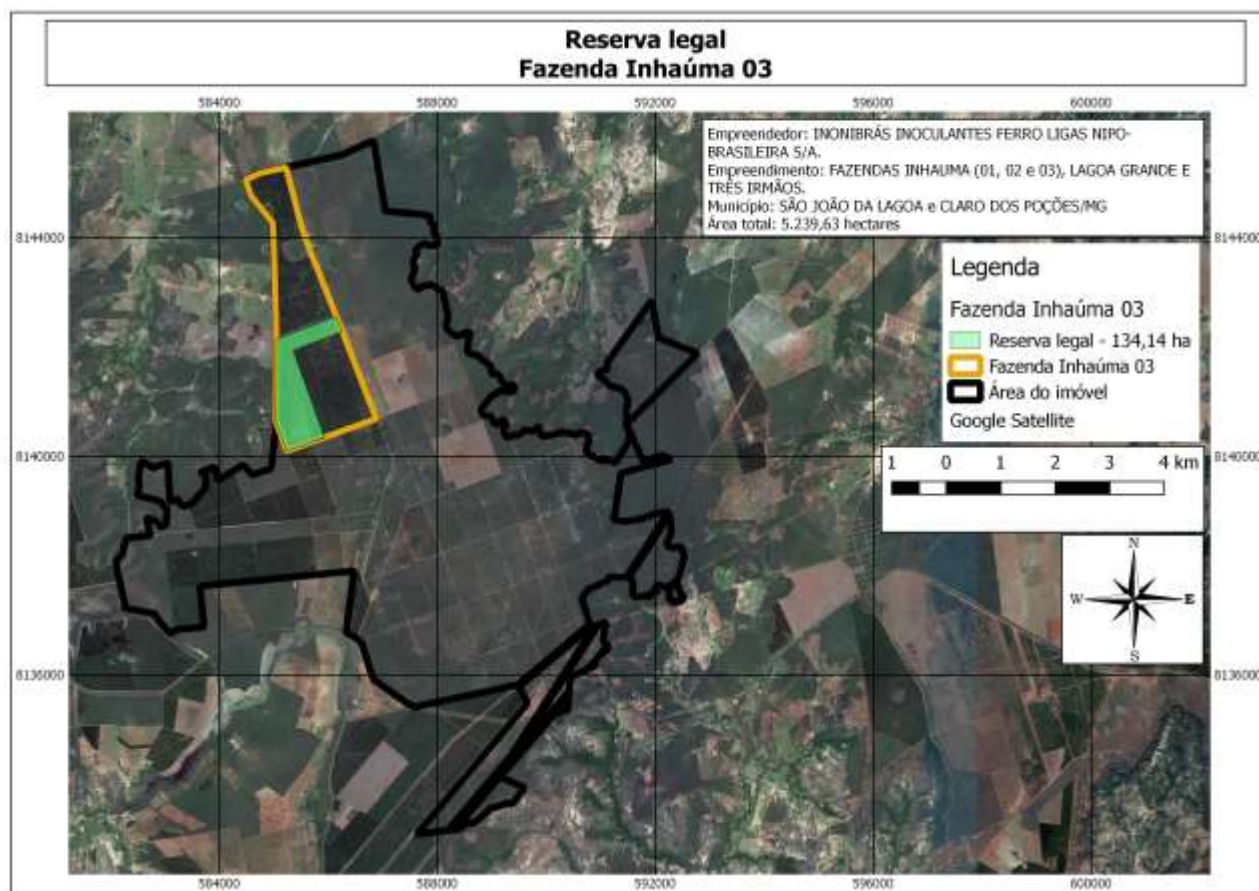 Reserva legal
Fazenda Inhaúma 03
584000 588000 592000 596000 600000
Empreendedor: INONIBRÁS INOCULANTES FERRO LIGAS NIPO-
BRASILEIRA S/A.
Empreendimento: FAZENDAS INHAUMA (01, 02 e 03), LAGOA GRANDE E
TRÊS IRMÃOS.
Município: SÃO JOÃO DA LAGOA e CLARO DOS POÇÕES/MG
Área total: 5.239,63 hectares
8144000 8144000
Legenda
Fazenda Inhaúma 03
Reserva legal - 134,14 ha
Fazenda Inhaúma 03
Área do imóvel
Google Satellite
8140000 8140000
1 0 1 2 3 4 km
N
W E
S
8136000 8136000
584000 588000 592000 596000 600000